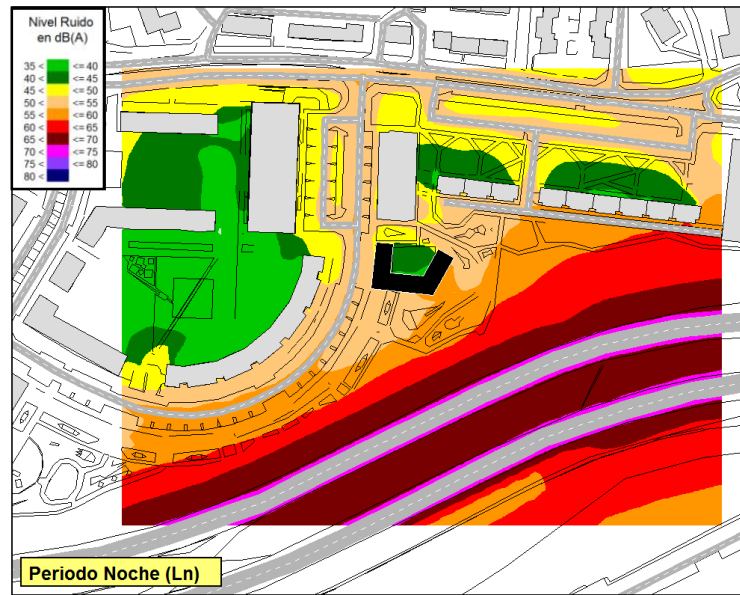 Nivel Ruido
en dB(A)
35 < <= 40
40 < <= 45
45 < <= 50
50 < <= 55
55 < <= 60
60 < <= 65
65 < <= 70
70 < <= 75
75 < <= 80
80 <
Periodo Noche (Ln)